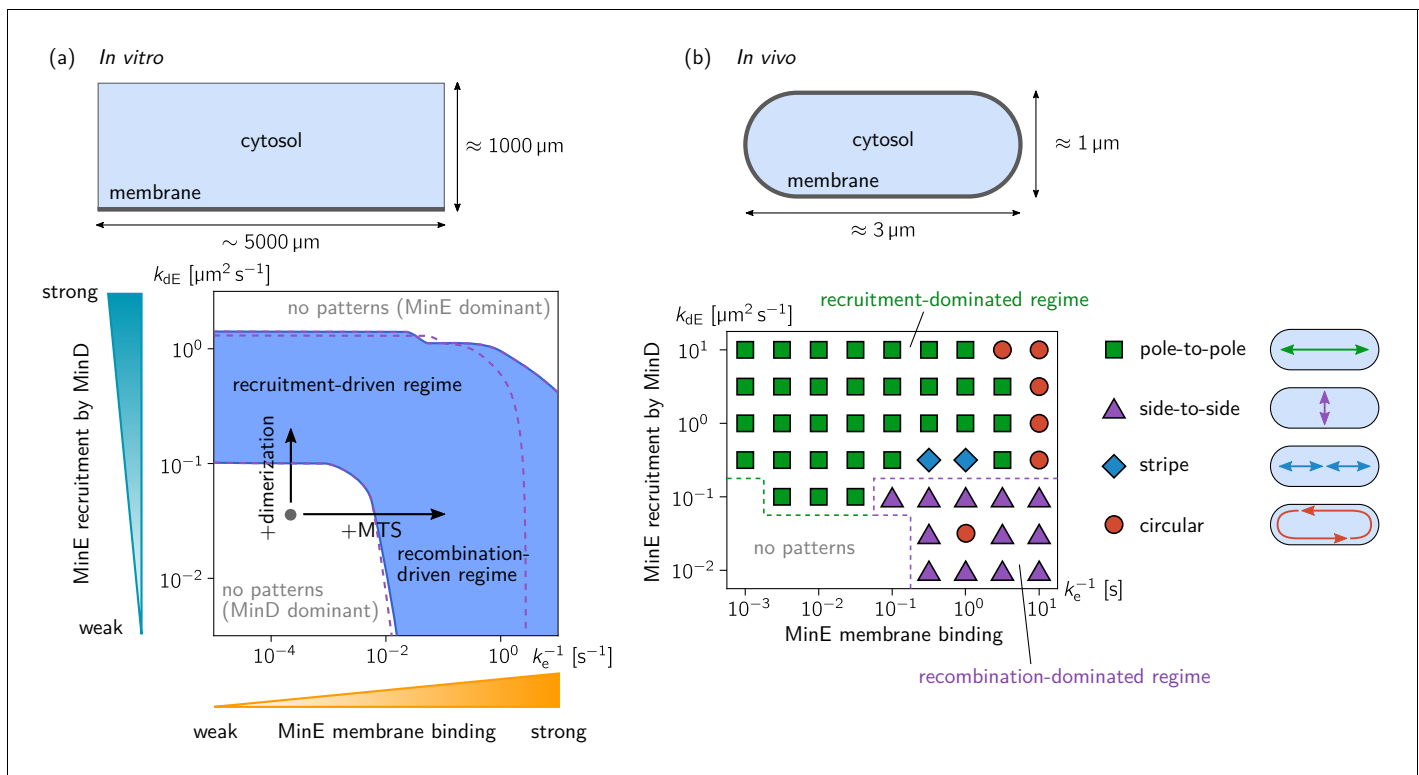 (a) In vitro
cytosol
membrane
≈ 1000 µm
∼ 5000 µm
k_dE [µm² s⁻¹]
strong
MinE recruitment by MinD
weak
10⁰
10⁻¹
10⁻²
no patterns (MinE dominant)
recruitment-driven regime
+dimerization
+MTS
recombination-
driven regime
no patterns
(MinD dominant)
10⁻⁴
10⁻²
10⁰
k_e⁻¹ [s⁻¹]
weak
MinE membrane binding
strong
(b) In vivo
cytosol
membrane
≈ 1 µm
≈ 3 µm
recruitment-dominated regime
k_dE [µm² s⁻¹]
MinE recruitment by MinD
10¹
10⁰
10⁻¹
10⁻²
no patterns
10⁻³
10⁻²
10⁻¹
10⁰
10¹
k_e⁻¹ [s]
MinE membrane binding
recombination-dominated regime
pole-to-pole
side-to-side
stripe
circular